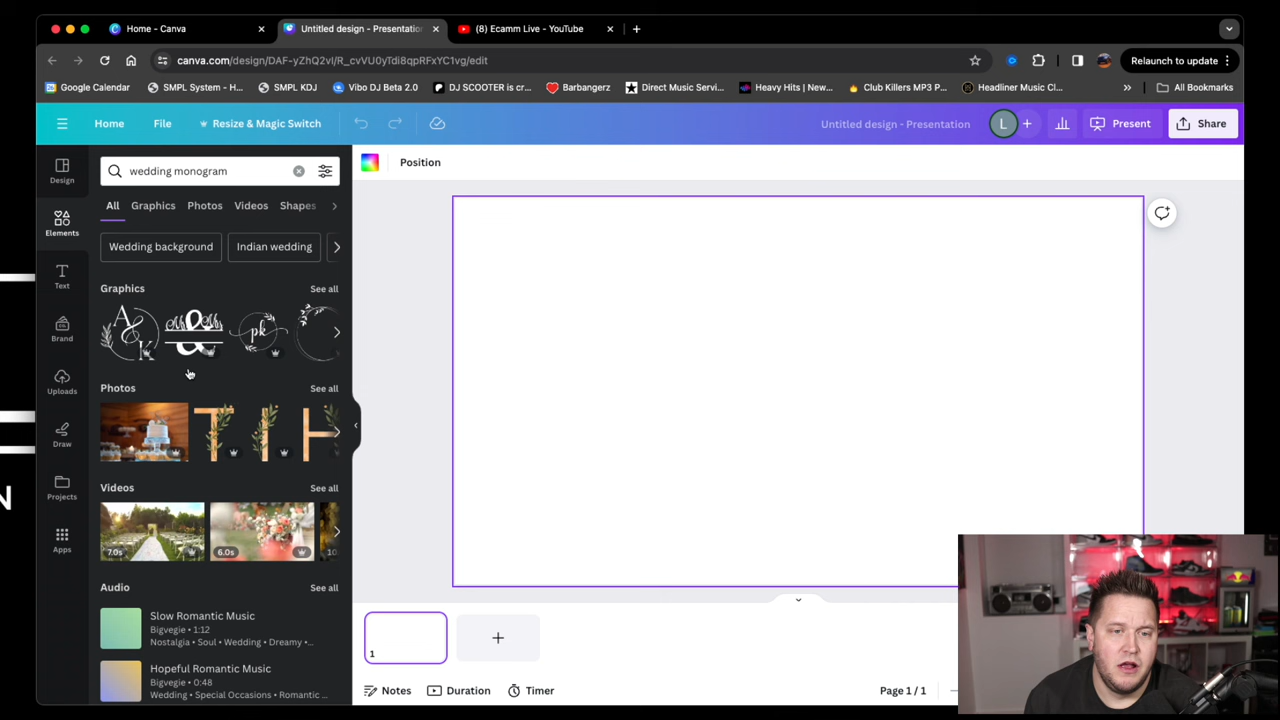 Home - Canva
Untitled design - Presentation
(8) Ecamm Live - YouTube
canva.com/design/DAF-yZhQ2vI/R_cvVU0yTdi8qpRFxYC1vg/edit
Relaunch to update
Google Calendar
SMPL System - H...
SMPL KDJ
Vibo DJ Beta 2.0
DJ SCOOTER is cr...
Barbangerz
Direct Music Servi...
Heavy Hits | New...
Club Killers MP3 P...
Headliner Music Cl...
All Bookmarks
Home
File
Resize & Magic Switch
Untitled design - Presentation
L
Present
Share
Design
Elements
Text
Brand
Uploads
Draw
Projects
Apps
wedding monogram
All
Graphics
Photos
Videos
Shapes
Wedding background
Indian wedding
Graphics
See all
A & K
pk
Photos
See all
T I H
Videos
See all
7.0s
6.0s
10
Audio
See all
Slow Romantic Music
Bigvegie • 1:12
Nostalgia • Soul • Wedding • Dreamy •...
Hopeful Romantic Music
Bigvegie • 0:48
Wedding • Special Occasions • Romantic ...
Position
1
Notes
Duration
Timer
Page 1 / 1
N